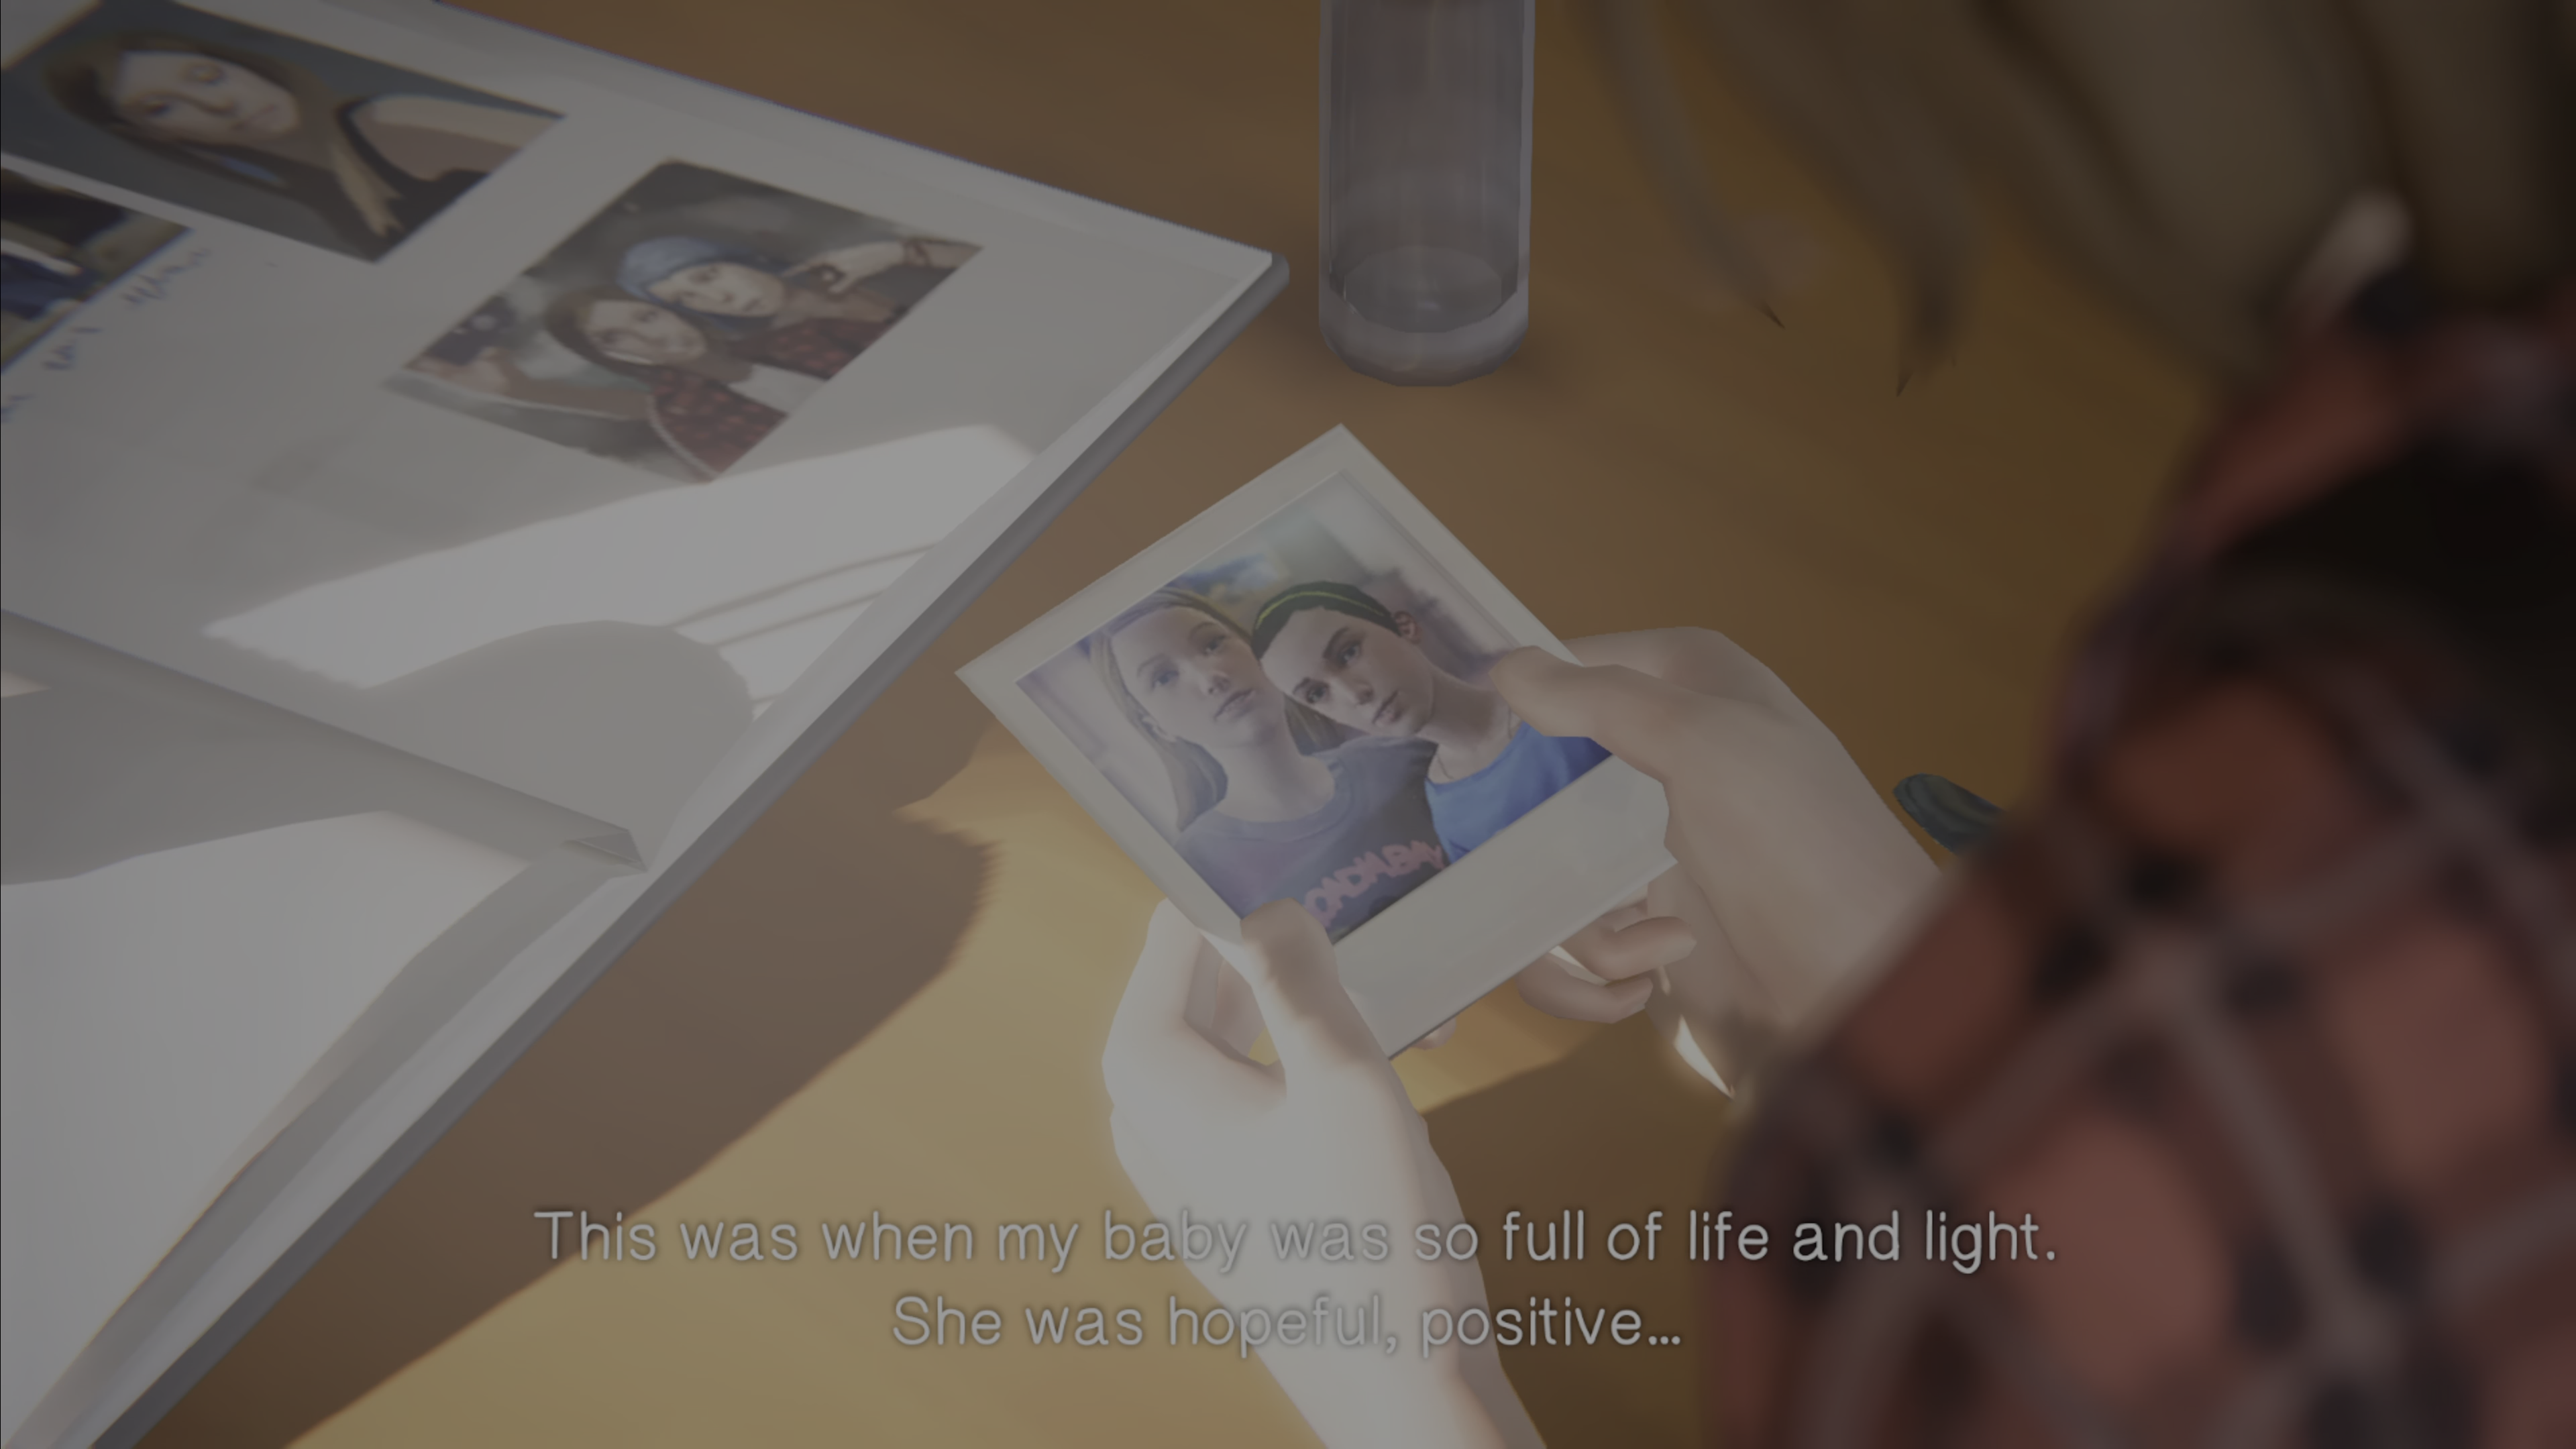 This was when my baby was so full of life and light.
She was hopeful, positive...